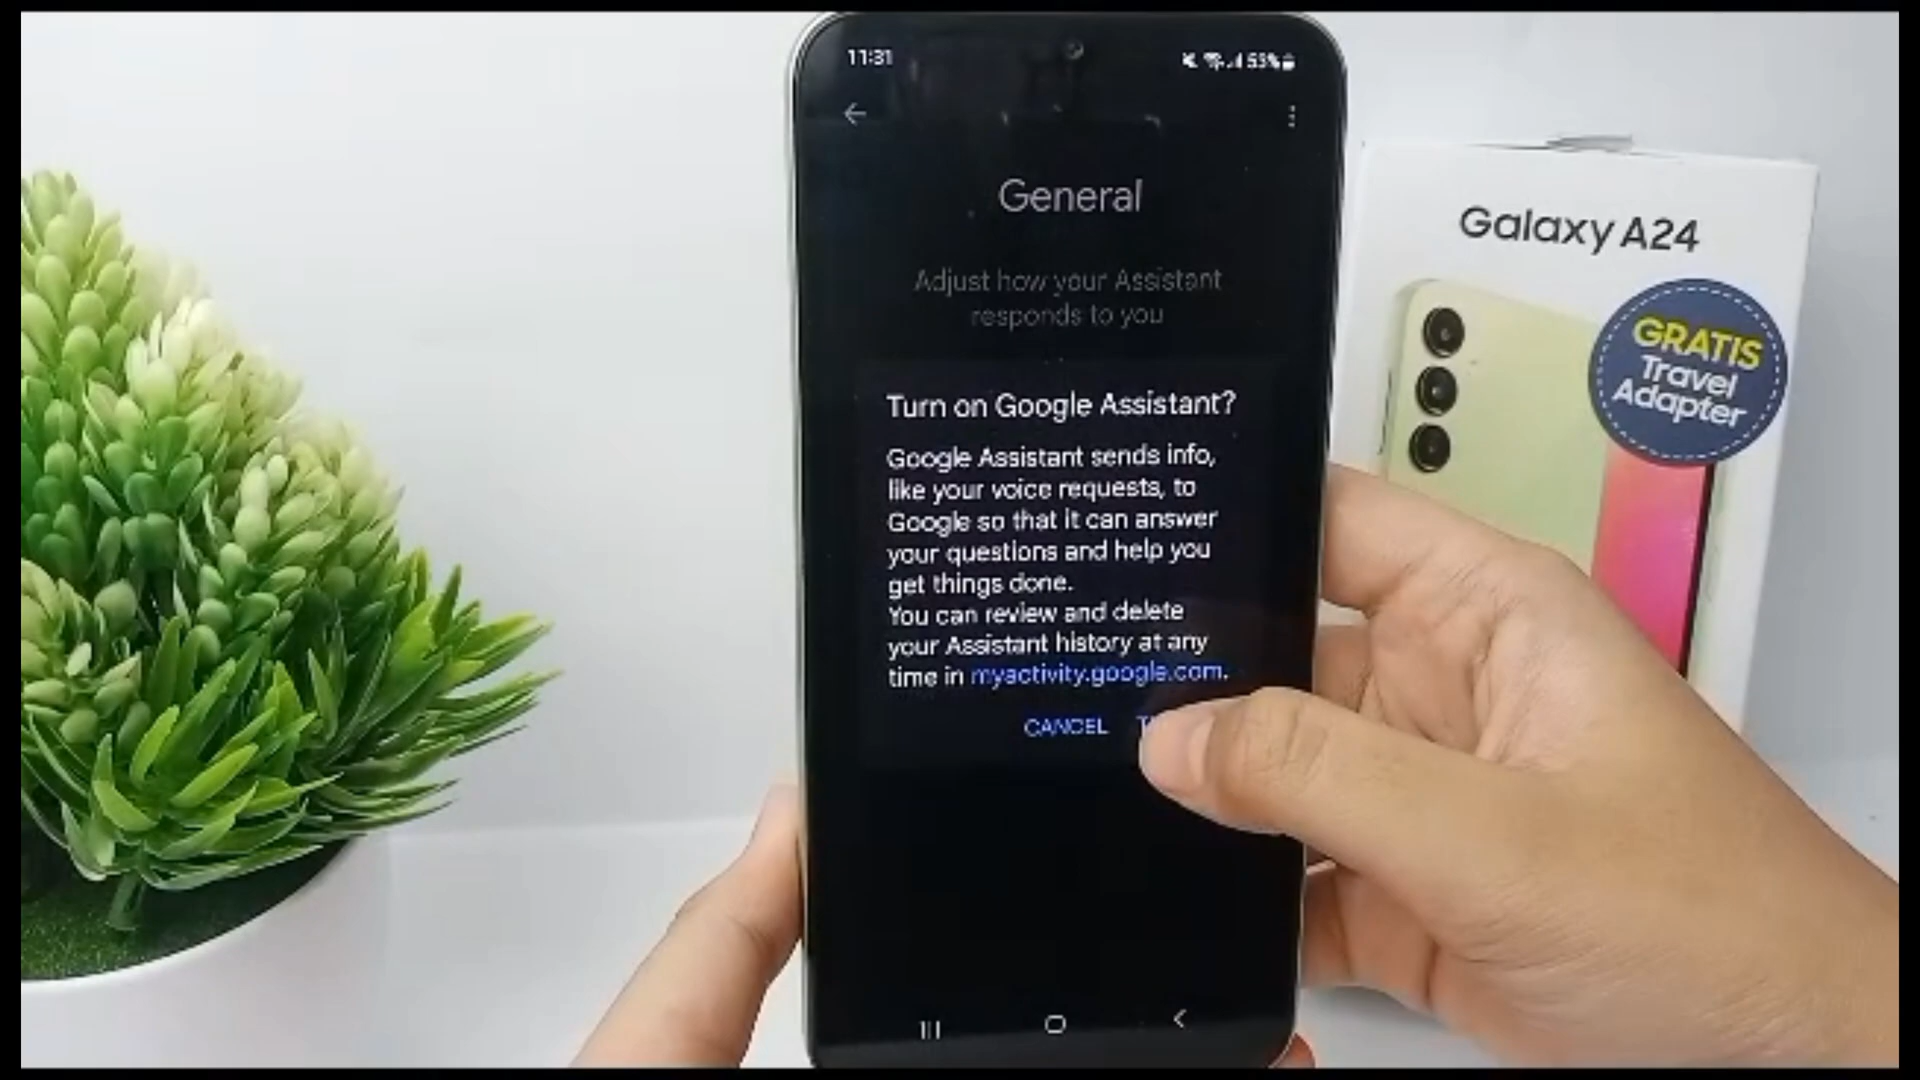 11:31
53%
General
Adjust how your Assistant
responds to you
Turn on Google Assistant?
Google Assistant sends info,
like your voice requests, to
Google so that it can answer
your questions and help you
get things done.
You can review and delete
your Assistant history at any
time in myactivity.google.com.
CANCEL
Galaxy A24
GRATIS
Travel
Adapter